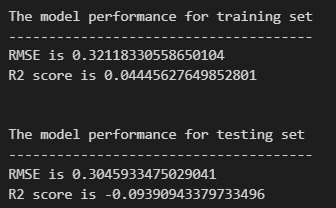 The model performance for training set
--------------------------------------
RMSE is 0.32118330558650104
R2 score is 0.04445627649852801
The model performance for testing set
--------------------------------------
RMSE is 0.3045933475029041
R2 score is -0.09390943379733496